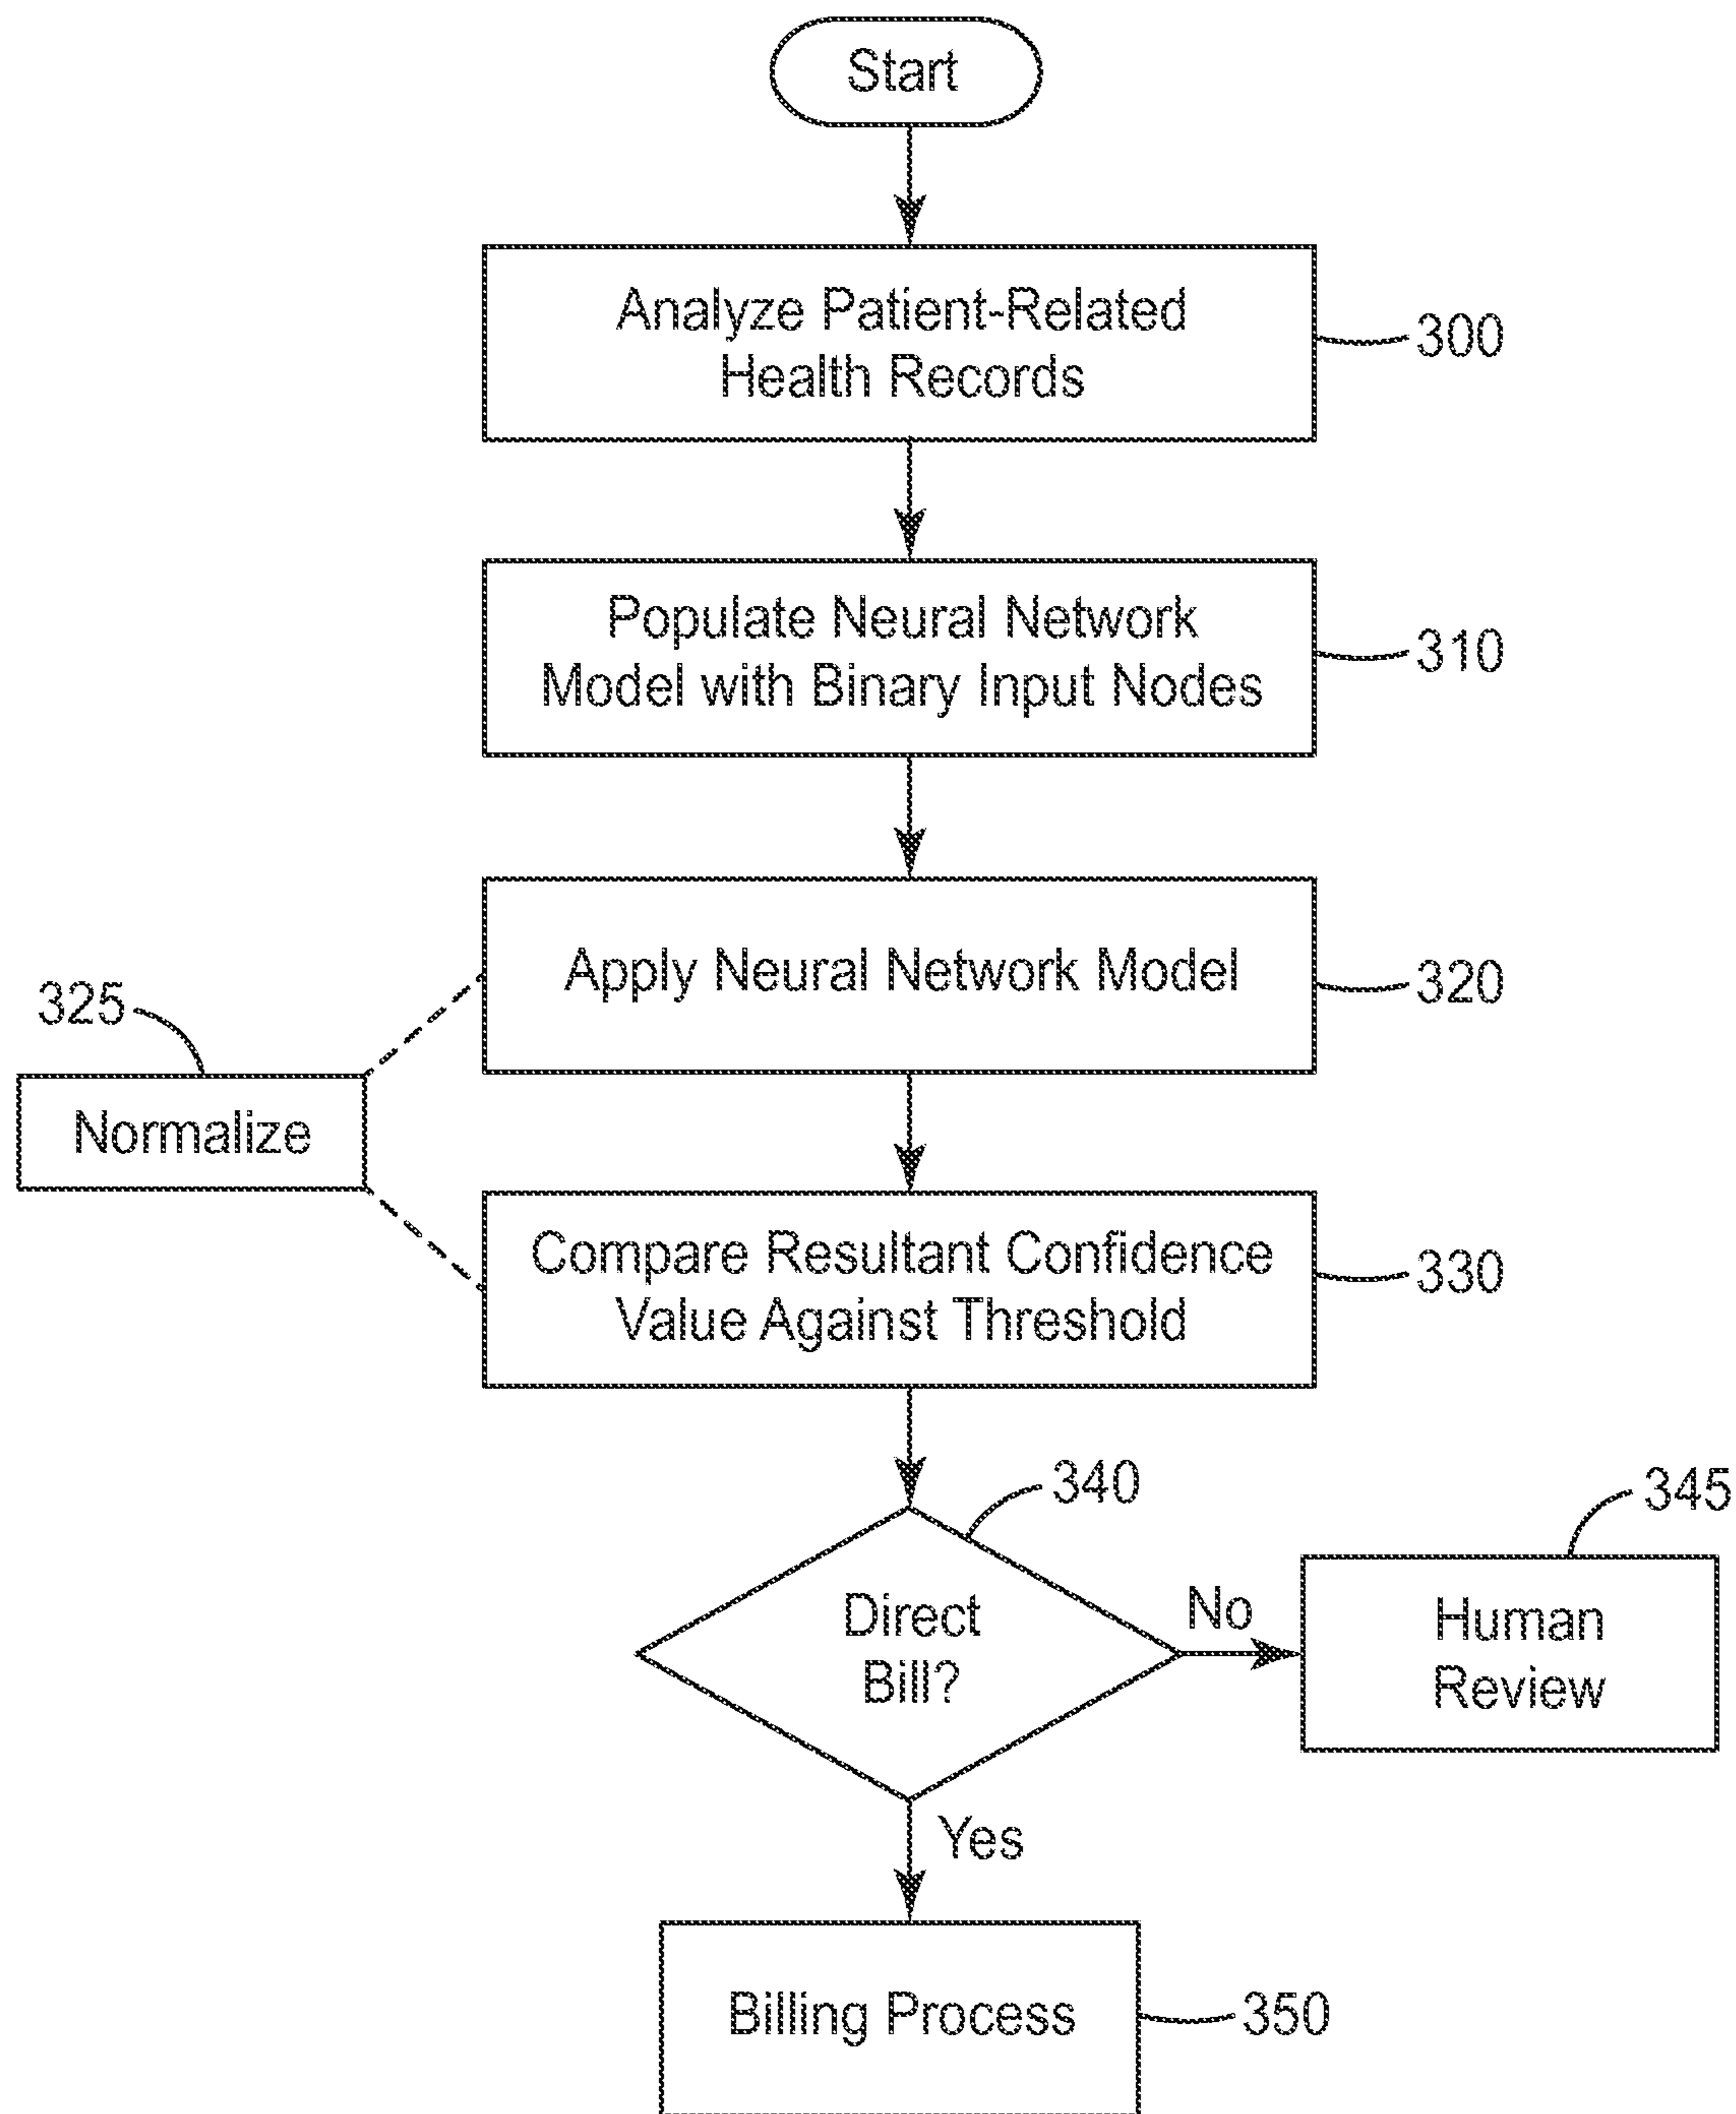 Start
Analyze Patient-Related
Health Records
300
Populate Neural Network
Model with Binary Input Nodes
310
Apply Neural Network Model
320
325
Normalize
Compare Resultant Confidence
Value Against Threshold
330
340
345
Direct
Bill?
No
Human
Review
Yes
Billing Process
350